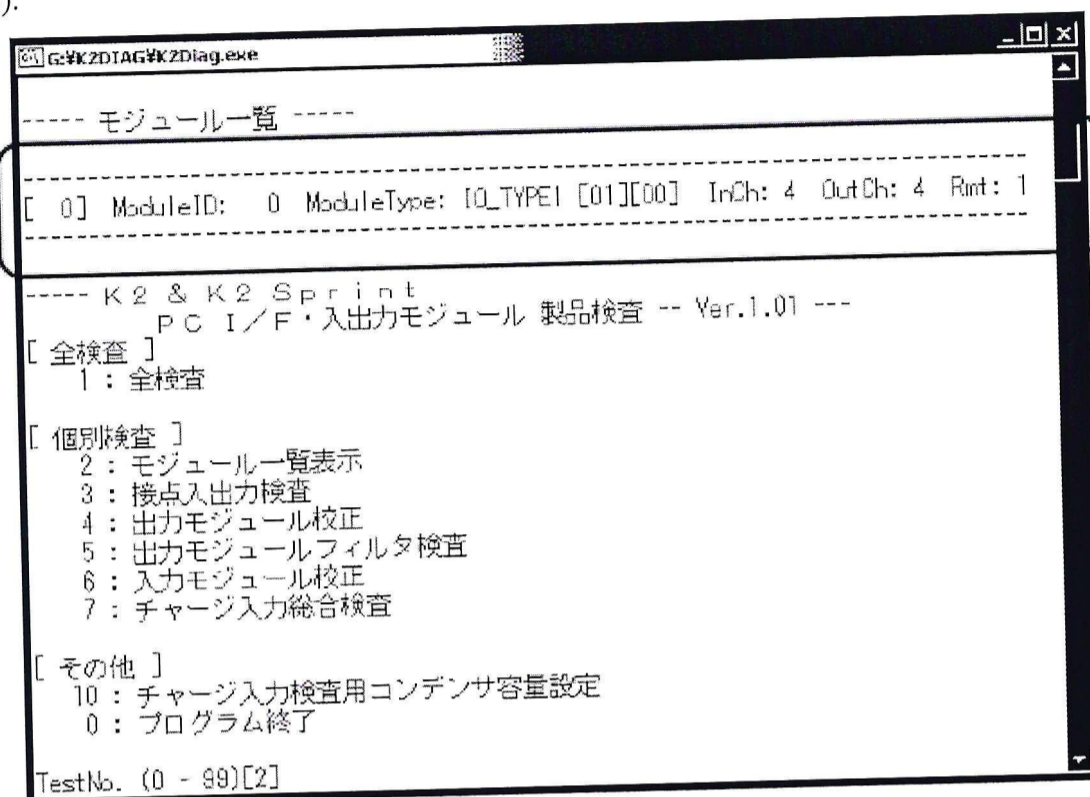 ).
G:¥K2DIAG¥K2Diag.exe
----- モジュール一覧 -----
--------------------------------------------------------------------------------
[  0]  ModuleID:   0  ModuleType: IO_TYPE1 [01][00]  InCh: 4  OutCh: 4  Rmt: 1
--------------------------------------------------------------------------------
----- K2 & K2 Sprint
PC I/F・入出力モジュール 製品検査 -- Ver.1.01 ---
[ 全検査 ]
1 : 全検査
[ 個別検査 ]
2 : モジュール一覧表示
3 : 接点入出力検査
4 : 出力モジュール校正
5 : 出力モジュールフィルタ検査
6 : 入力モジュール校正
7 : チャージ入力総合検査
[ その他 ]
10 : チャージ入力検査用コンデンサ容量設定
0 : プログラム終了
TestNo. (0 - 99)[2]